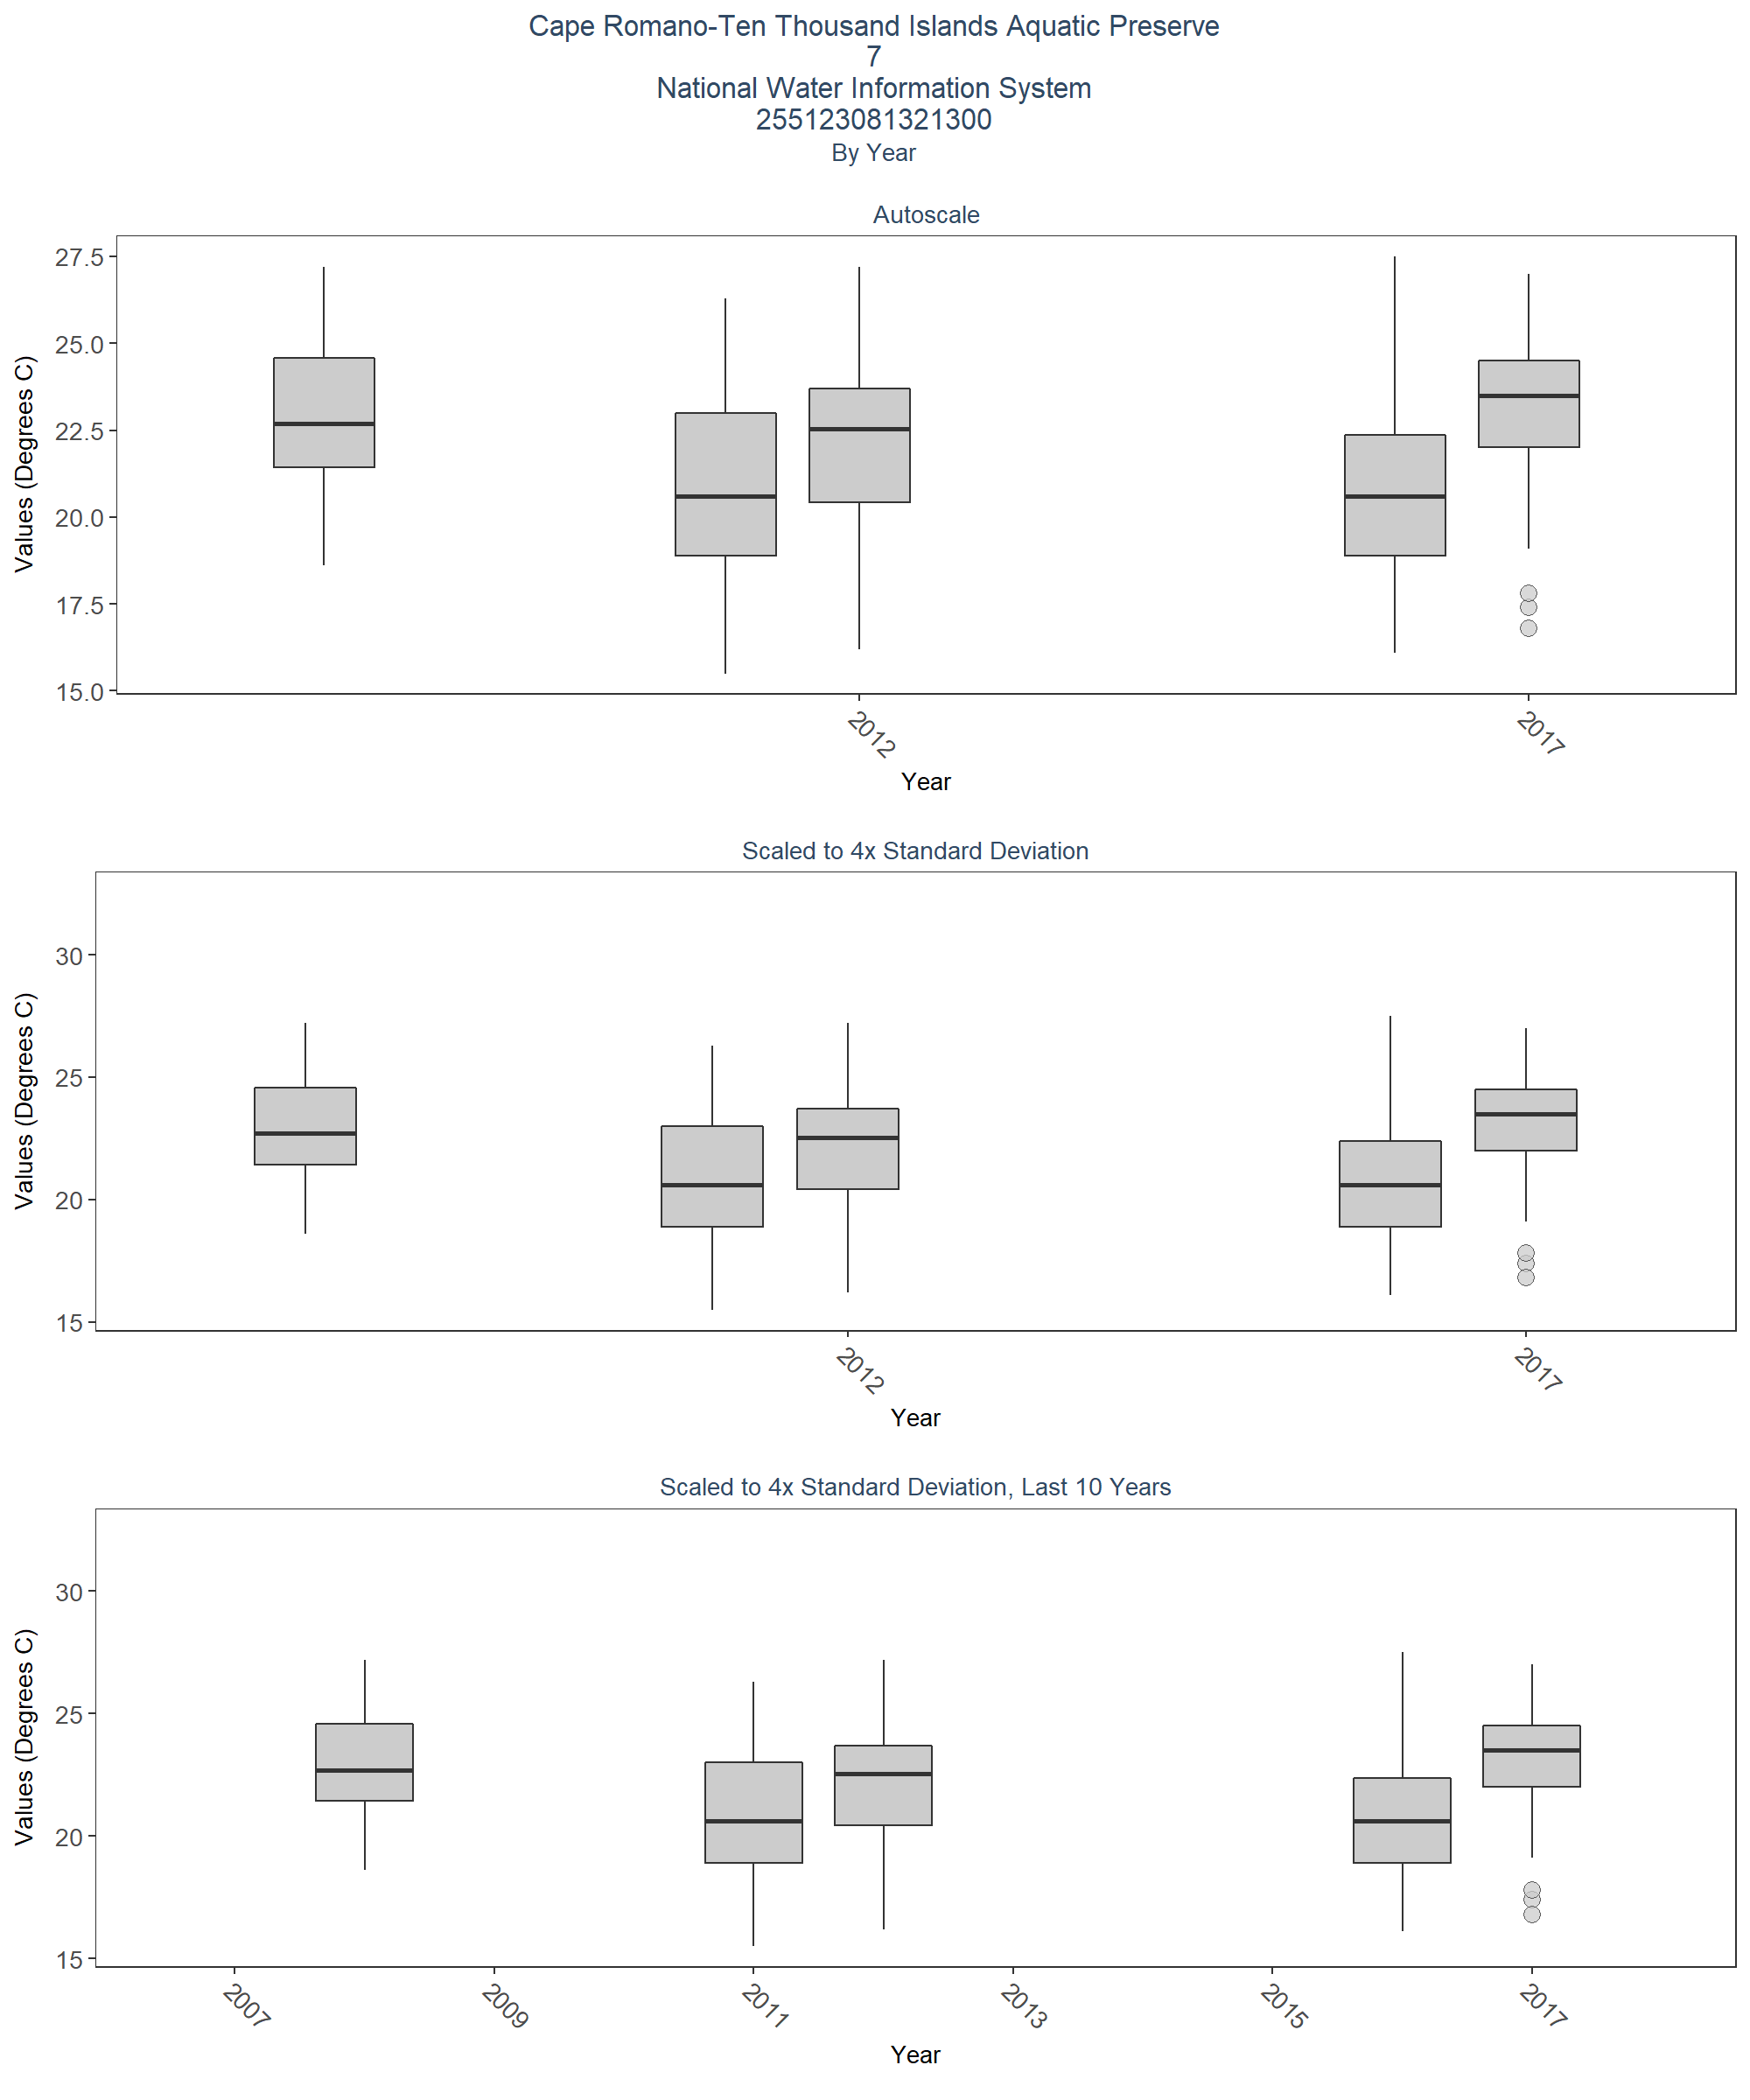 Cape Romano-Ten Thousand Islands Aquatic Preserve
7
National Water Information System
255123081321300
By Year
Autoscale
27.5
25.0
22.5
20.0
17.5
15.0
Values (Degrees C)
2012
2017
Year
Scaled to 4x Standard Deviation
30
25
20
15
Values (Degrees C)
2012
2017
Year
Scaled to 4x Standard Deviation, Last 10 Years
30
25
20
15
Values (Degrees C)
2007
2009
2011
2013
2015
2017
Year